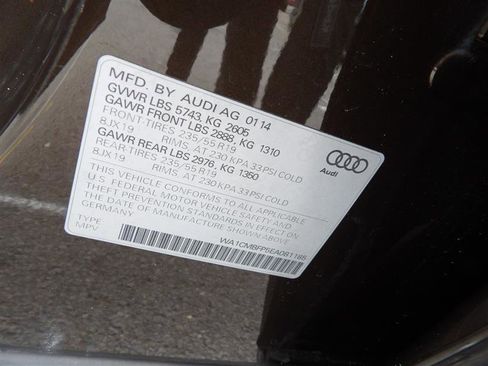 MFD. BY AUDI AG 01 14
GVWR LBS 5743, KG 2605
GAWR FRONT LBS 2888, KG 1310
FRONT-TIRES 235/55 R19
8JX19 RIMS, AT 230 KPA 33 PSI COLD
GAWR REAR LBS 2976, KG 1350
REAR-TIRES 235/55 R19
8JX19 RIMS, AT 230 KPA 33 PSI COLD
THIS VEHICLE CONFORMS TO ALL APPLICABLE
U.S. FEDERAL MOTOR VEHICLE SAFETY AND
THEFT PREVENTION STANDARDS IN EFFECT ON
THE DATE OF MANUFACTURE SHOWN ABOVE.
GERMANY
TYPE
MPV
WA1CMBFP5EA081185
Audi